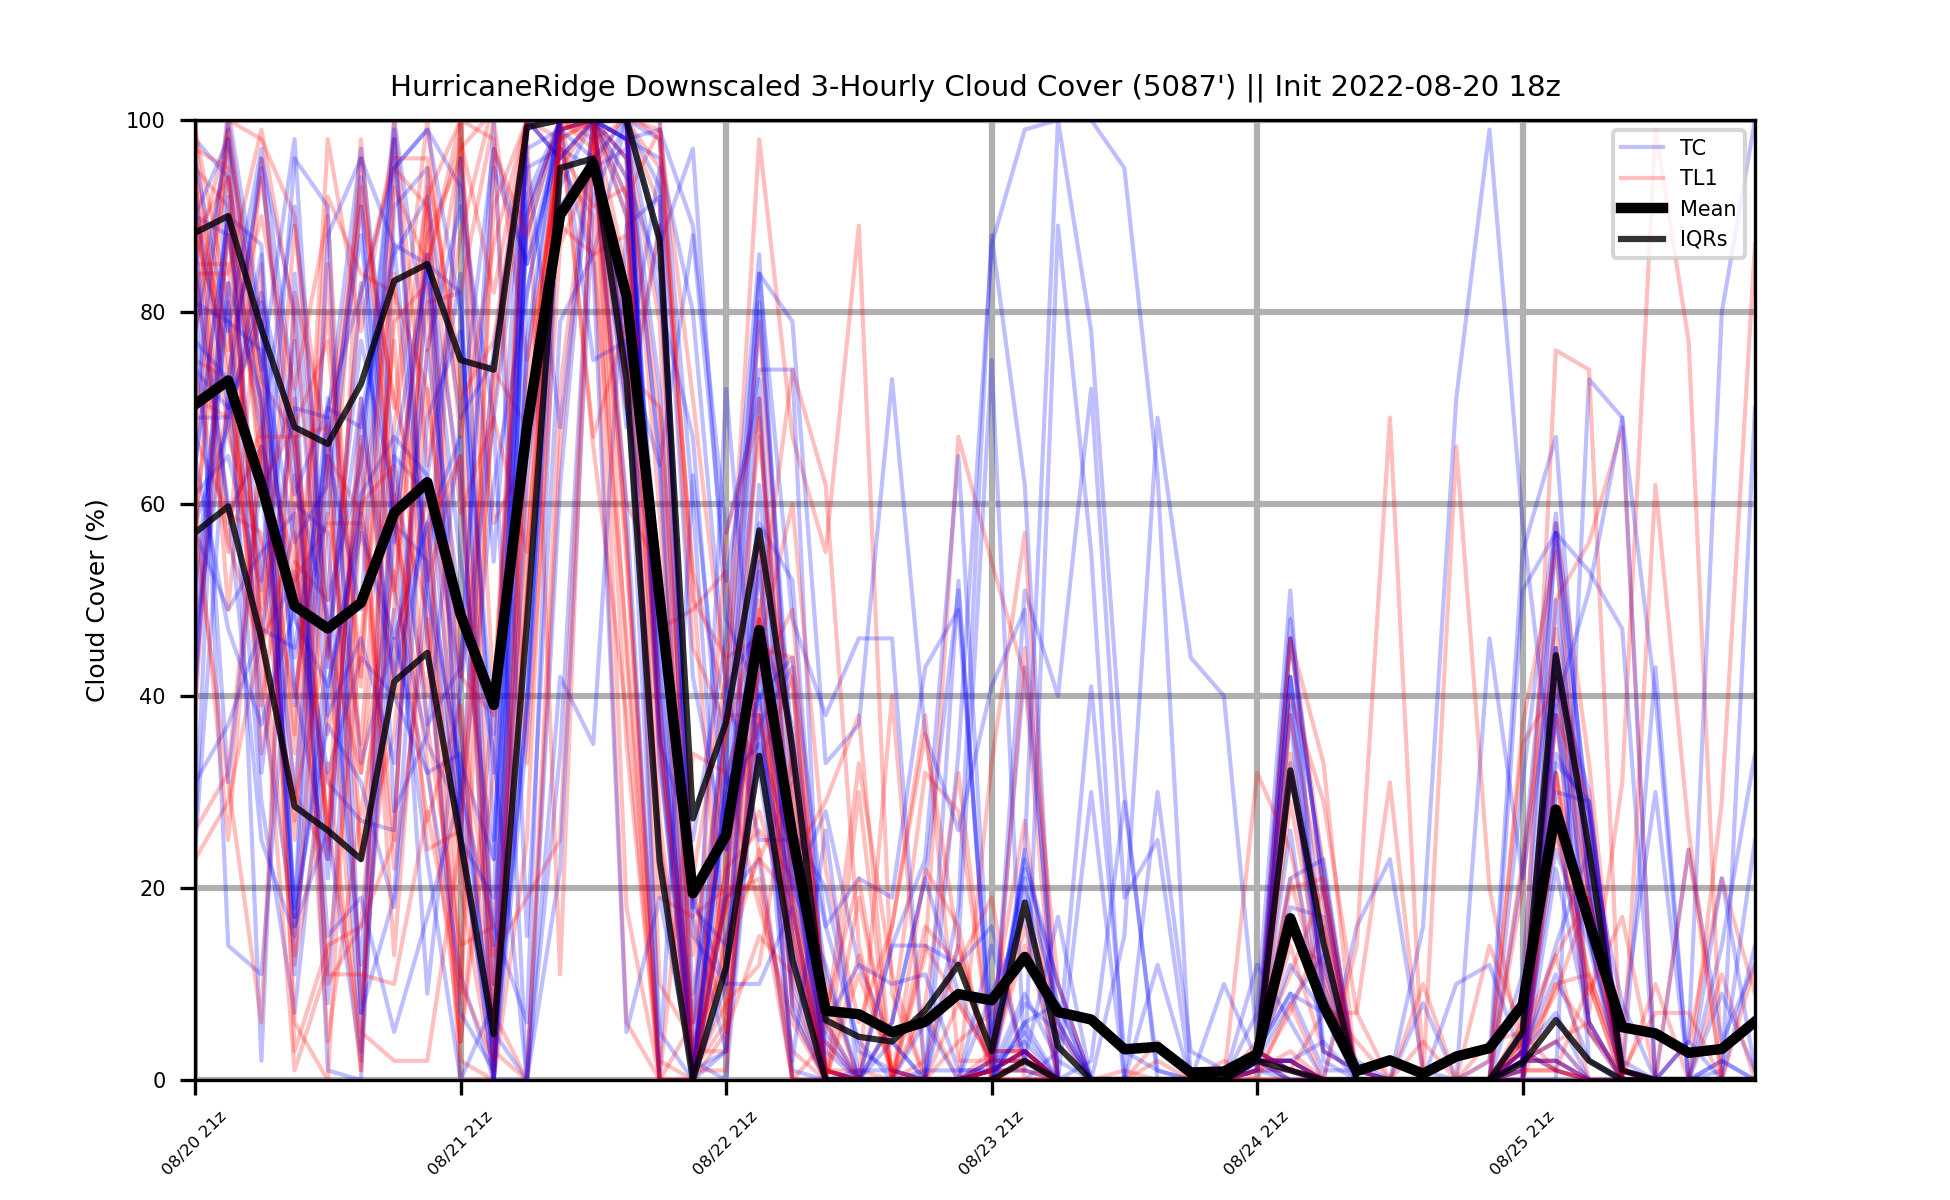 HurricaneRidge Downscaled 3-Hourly Cloud Cover (5087') || Init 2022-08-20 18z
Cloud Cover (%)
100
80
60
40
20
0
TC
TL1
Mean
IQRs
08/20 21z
08/21 21z
08/22 21z
08/23 21z
08/24 21z
08/25 21z